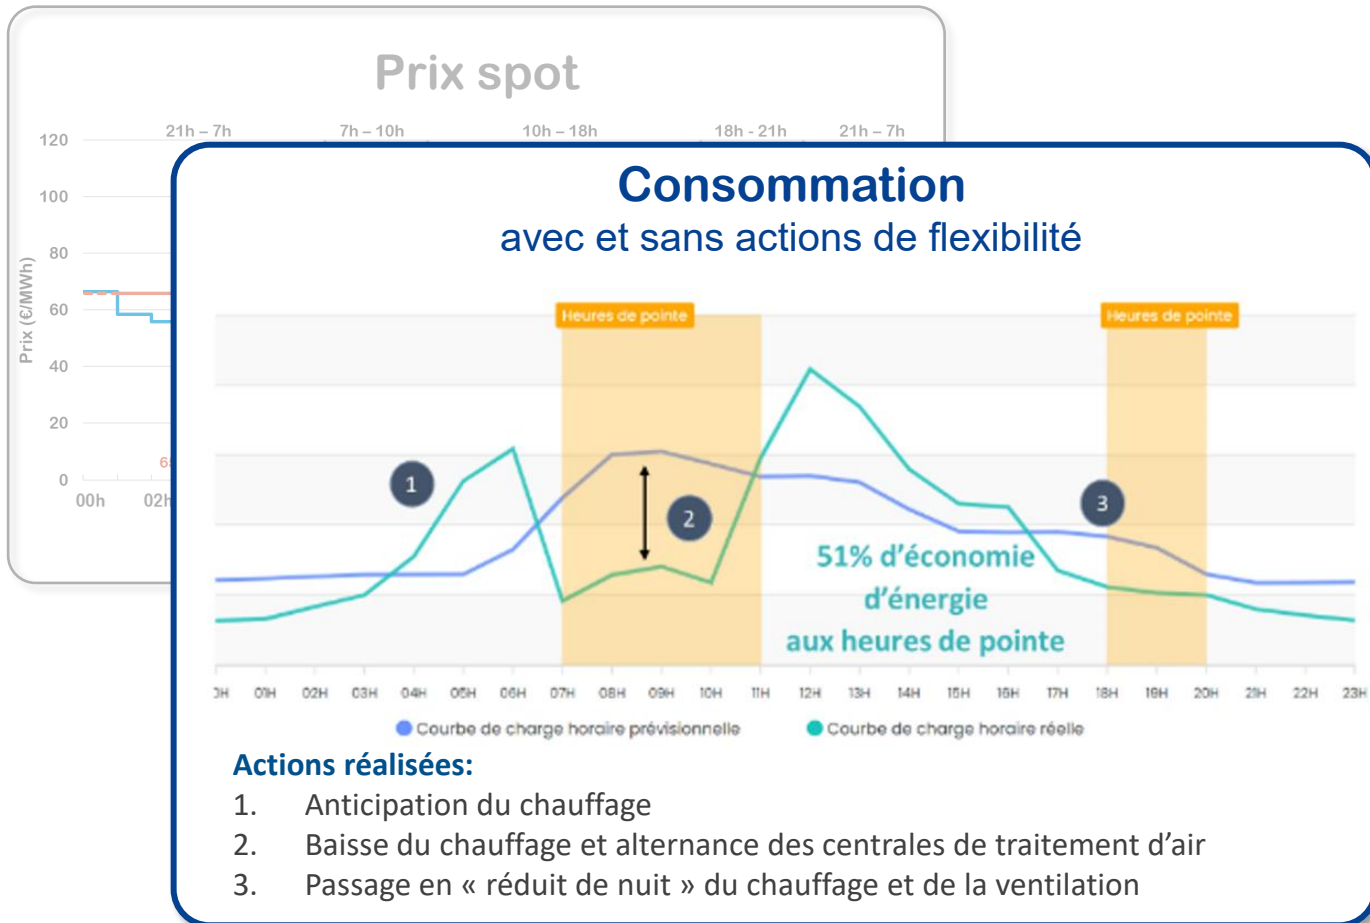 Prix spot
21h – 7h
7h – 10h
10h – 18h
18h - 21h
21h – 7h
120
100
80
60
40
20
0
Prix (€/MWh)
00h
Consommation
avec et sans actions de flexibilité
Heures de pointe
Heures de pointe
1
2
3
51% d'économie
d'énergie
aux heures de pointe
01H 02H 03H 04H 05H 06H 07H 08H 09H 10H 11H 12H 13H 14H 15H 16H 17H 18H 19H 20H 21H 22H 23H
Courbe de charge horaire prévisionnelle
Courbe de charge horaire réelle
Actions réalisées:
1. Anticipation du chauffage
2. Baisse du chauffage et alternance des centrales de traitement d'air
3. Passage en « réduit de nuit » du chauffage et de la ventilation